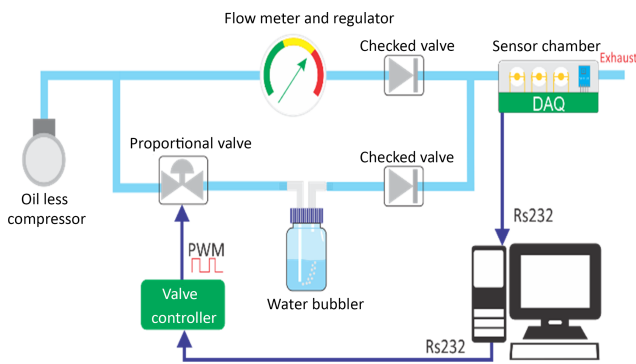 Flow meter and regulator
Checked valve
Sensor chamber
Exhaust
DAQ
Proportional valve
Checked valve
Oil less
compressor
Rs232
PWM
Water bubbler
Valve
controller
Rs232